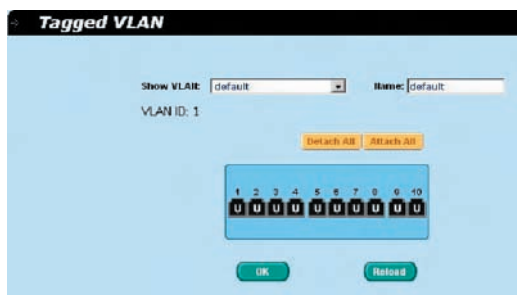 Tagged VLAN
Show VLAN: default Name: default
VLAN ID: 1
Detach All Attach All
1 2 3 4 5 6 7 8 9 10
U U U U U U U U U U
OK Reload